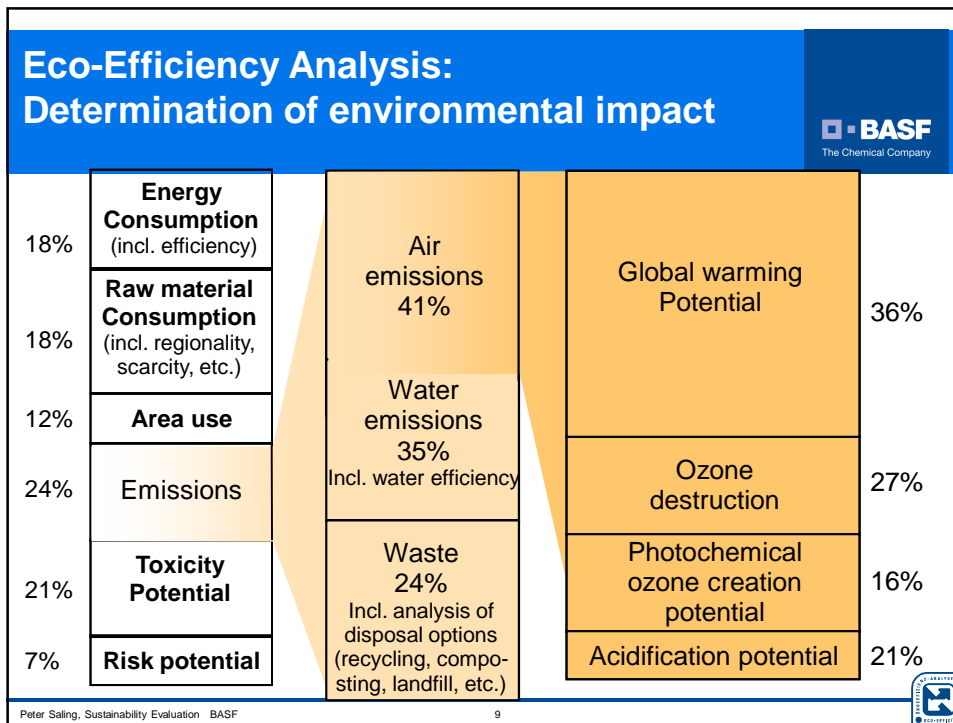 Eco-Efficiency Analysis:
Determination of environmental impact
BASF
The Chemical Company
18%
Energy
Consumption
(incl. efficiency)
18%
Raw material
Consumption
(incl. regionality,
scarcity, etc.)
12%
Area use
24%
Emissions
21%
Toxicity
Potential
7%
Risk potential
Air
emissions
41%
Water
emissions
35%
Incl. water efficiency
Waste
24%
Incl. analysis of
disposal options
(recycling, compo-
sting, landfill, etc.)
Global warming
Potential
36%
Ozone
destruction
27%
Photochemical
ozone creation
potential
16%
Acidification potential
21%
Peter Saling, Sustainability Evaluation BASF
9